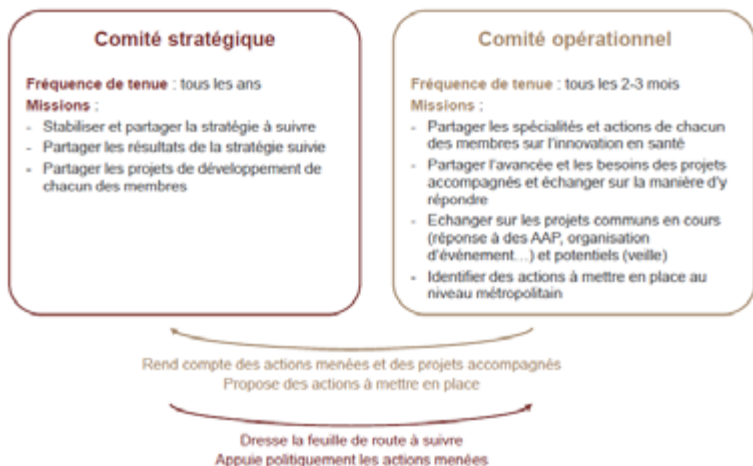 Comité stratégique
Fréquence de tenue : tous les ans
Missions :
- Stabiliser et partager la stratégie à suivre
- Partager les résultats de la stratégie suivie
- Partager les projets de développement de
chacun des membres
Comité opérationnel
Fréquence de tenue : tous les 2-3 mois
Missions :
- Partager les spécialités et actions de chacun
des membres sur l'innovation en santé
- Partager l'avancée et les besoins des projets
accompagnés et échanger sur la manière d'y
répondre
- Echanger sur les projets communs en cours
(réponse à des AAP, organisation
d'évènement…) et potentiels (veille)
- Identifier des actions à mettre en place au
niveau métropolitain
Rend compte des actions menées et des projets accompagnés
Propose des actions à mettre en place
Dresse la feuille de route à suivre
Appuie politiquement les actions menées